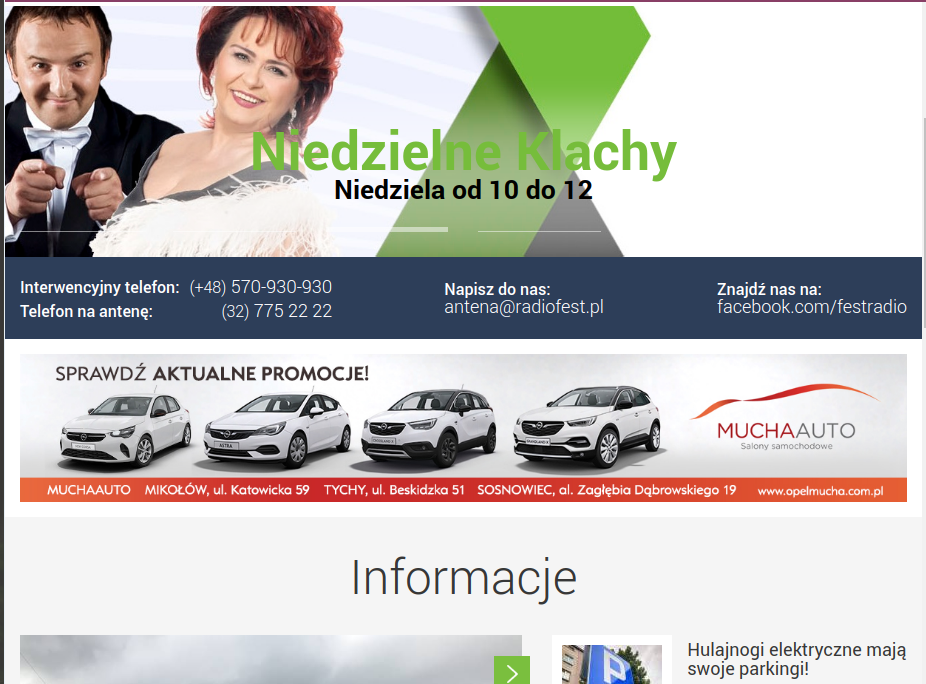 Niedzielne Klachy
Niedziela od 10 do 12
Interwencyjny telefon: (+48) 570-930-930
Telefon na antenę: (32) 775 22 22
Napisz do nas:
antena@radiofest.pl
Znajdź nas na:
facebook.com/festradio
SPRAWDŹ AKTUALNE PROMOCJE!
ASTRA
CROSSLAND X
GRANDLAND X
MUCHAAUTO
Salony samochodowe
MUCHAAUTO MIKOŁÓW, ul. Katowicka 59 TYCHY, ul. Beskidzka 51 SOSNOWIEC, al. Zagłębia Dąbrowskiego 19 www.opelmucha.com.pl
Informacje
P
Hulajnogi elektryczne mają
swoje parkingi!